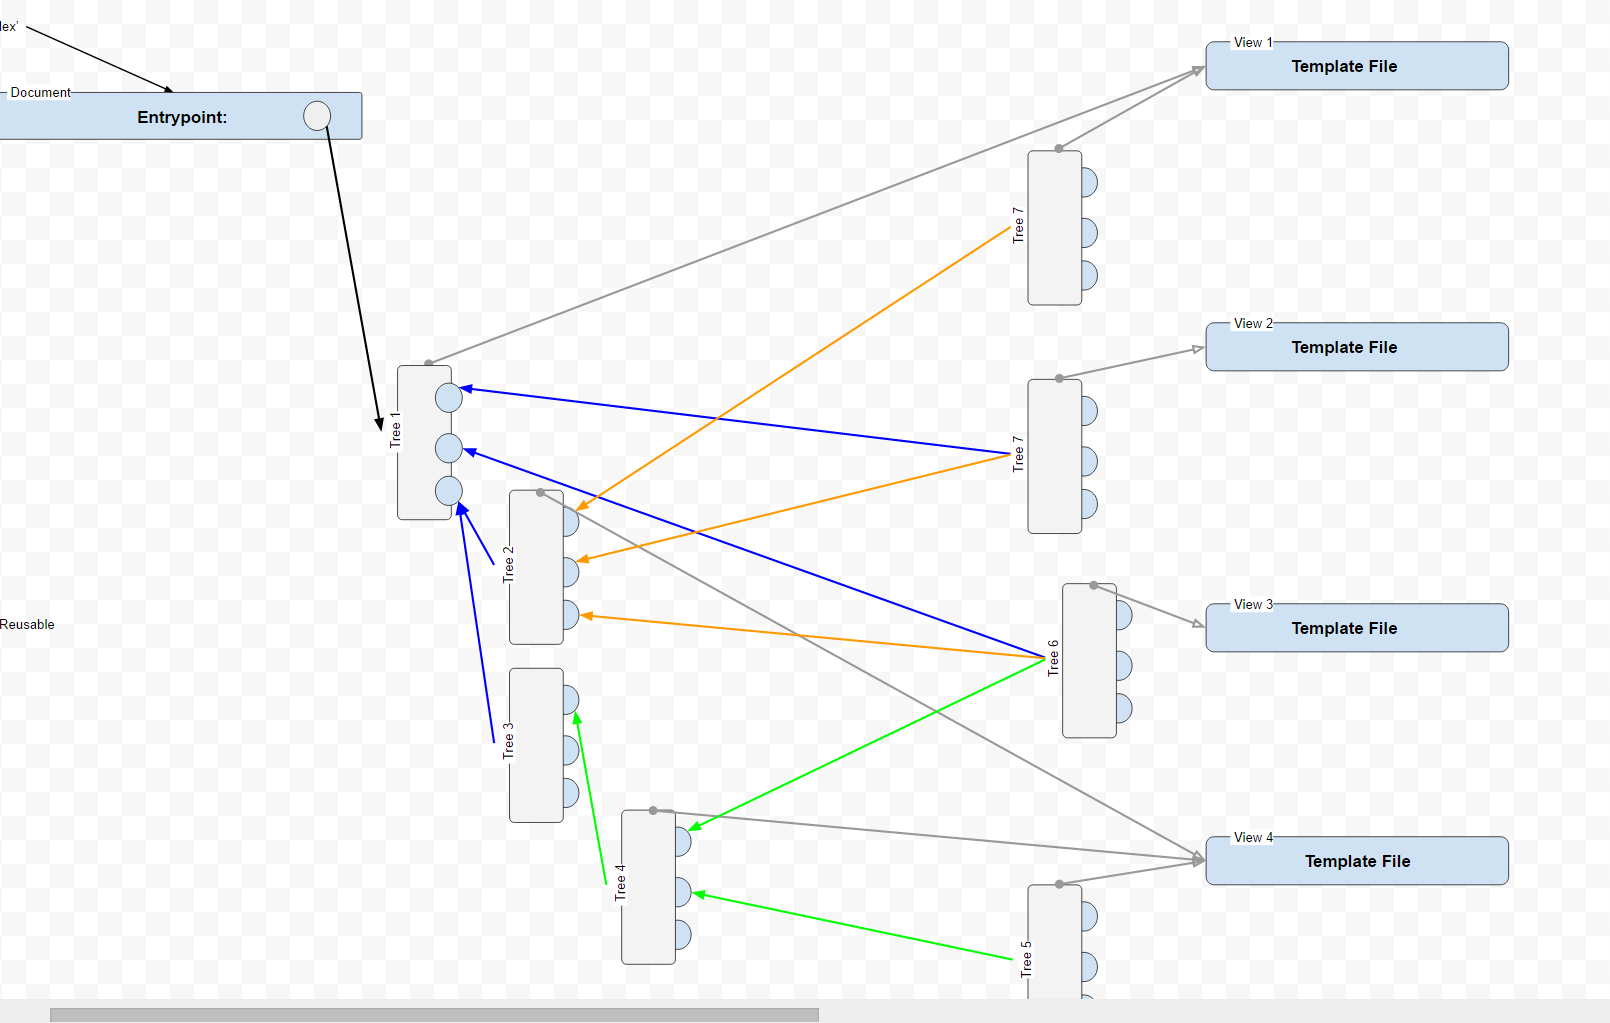 lex'
Document
Entrypoint:
View 1
Template File
Tree 7
View 2
Template File
Tree 1
Tree 7
Tree 2
View 3
Template File
Reusable
Tree 6
Tree 3
View 4
Template File
Tree 4
Tree 5